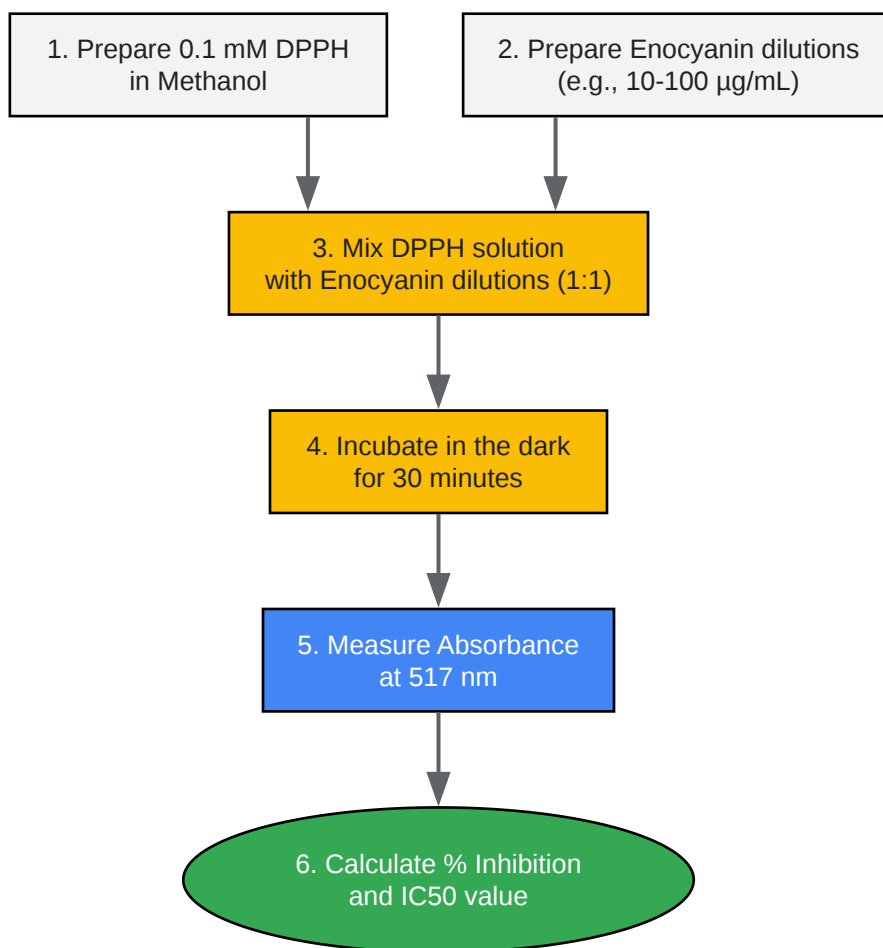 1. Prepare 0.1 mM DPPH
in Methanol
2. Prepare Enocyanin dilutions
(e.g., 10-100 µg/mL)
3. Mix DPPH solution
with Enocyanin dilutions (1:1)
4. Incubate in the dark
for 30 minutes
5. Measure Absorbance
at 517 nm
6. Calculate % Inhibition
and IC50 value